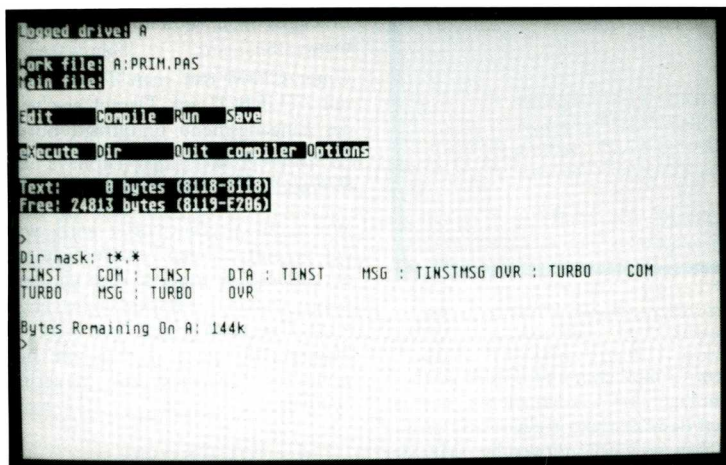 Logged drive: A
Work file: A:PRIM.PAS
Main file:
Edit Compile Run Save
eXecute Dir Quit compiler Options
Text: 0 bytes (8118-8118)
Free: 24813 bytes (8119-E206)
>
Dir mask: t*.*
TINST COM : TINST DTA : TINST MSG : TINSTMSG OVR : TURBO COM
TURBO MSG : TURBO OVR
Bytes Remaining On A: 144k
>